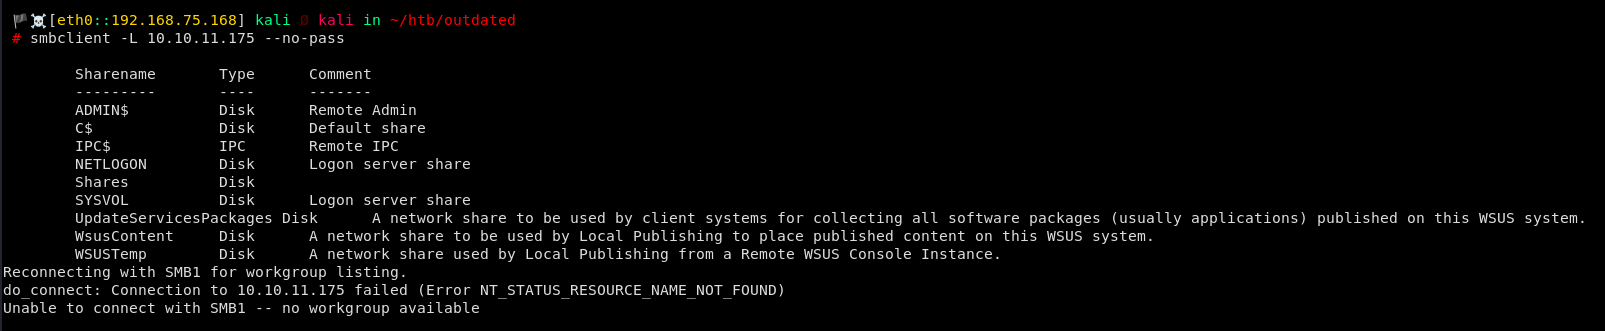 [eth0::192.168.75.168] kali kali in ~/htb/outdated
# smbclient -L 10.10.11.175 --no-pass
Sharename Type Comment
--------- ---- -------
ADMIN$ Disk Remote Admin
C$ Disk Default share
IPC$ IPC Remote IPC
NETLOGON Disk Logon server share
Shares Disk
SYSVOL Disk Logon server share
UpdateServicesPackages Disk A network share to be used by client systems for collecting all software packages (usually applications) published on this WSUS system.
WsusContent Disk A network share to be used by Local Publishing to place published content on this WSUS system.
WSUSTemp Disk A network share used by Local Publishing from a Remote WSUS Console Instance.
Reconnecting with SMB1 for workgroup listing.
do_connect: Connection to 10.10.11.175 failed (Error NT_STATUS_RESOURCE_NAME_NOT_FOUND)
Unable to connect with SMB1 -- no workgroup available